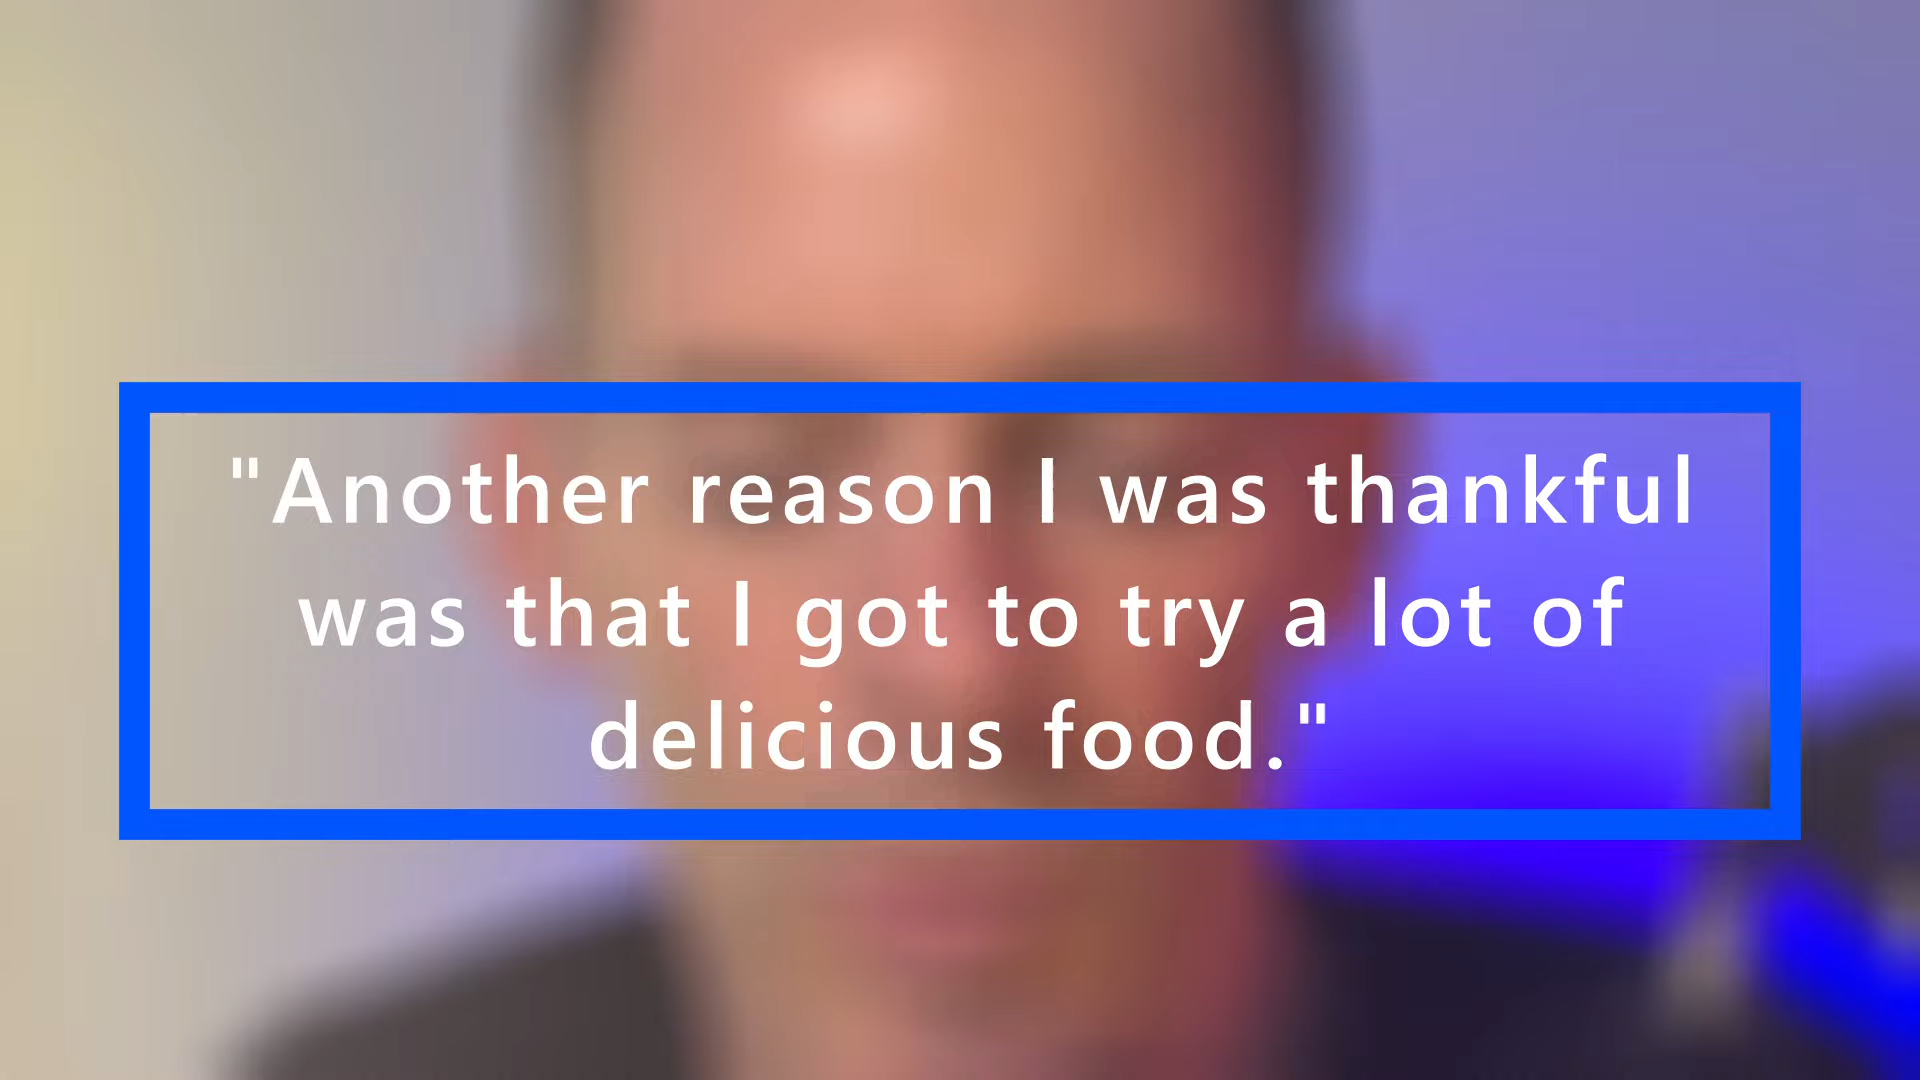 "Another reason I was thankful
was that I got to try a lot of
delicious food."